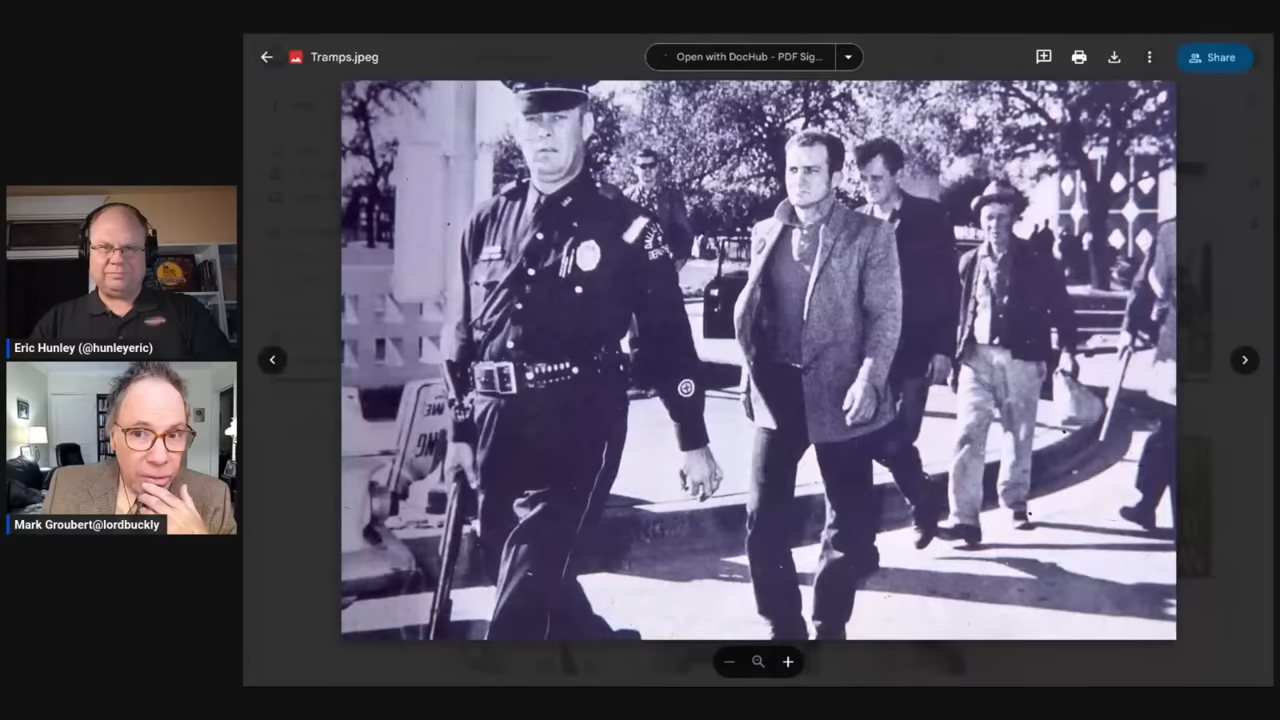 Tramps.jpeg
Open with DocHub - PDF Sig...
Share
Eric Hunley (@hunleyeric)
Mark Groubert@lordbuckly